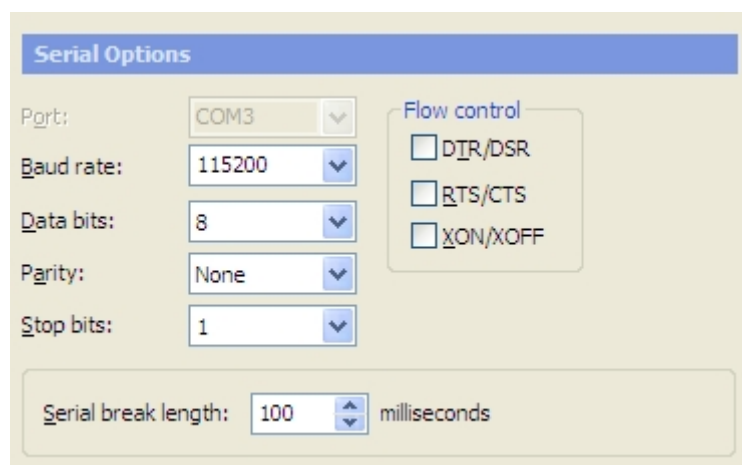 Serial Options
Port: COM3
Baud rate: 115200
Data bits: 8
Parity: None
Stop bits: 1
Flow control
DTR/DSR
RTS/CTS
XON/XOFF
Serial break length: 100 milliseconds